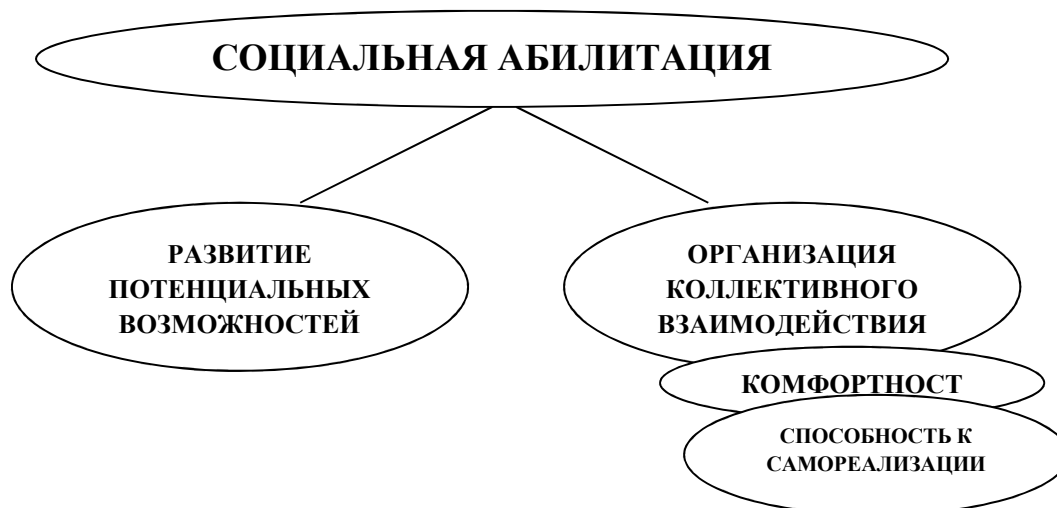 СОЦИАЛЬНАЯ АБИЛИТАЦИЯ
РАЗВИТИЕ
ПОТЕНЦИАЛЬНЫХ
ВОЗМОЖНОСТЕЙ
ОРГАНИЗАЦИЯ
КОЛЛЕКТИВНОГО
ВЗАИМОДЕЙСТВИЯ
КОМФОРТНОСТ
СПОСОБНОСТЬ К
САМОРЕАЛИЗАЦИИ